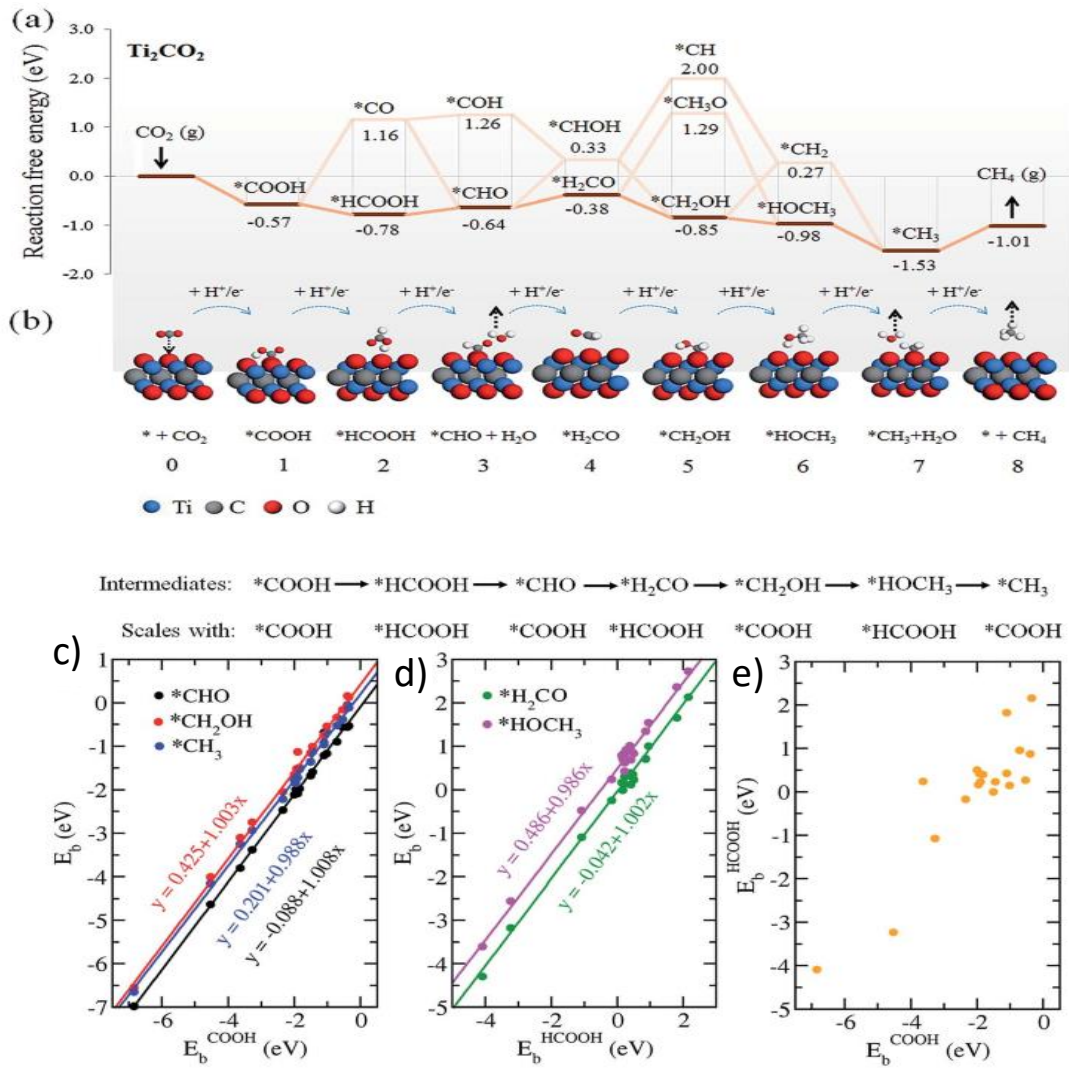 (a)
Ti₂CO₂
Reaction free energy (eV)
3.0
2.0
1.0
0.0
-1.0
-2.0
CO₂ (g)
*COOH
-0.57
*CO
1.16
*HCOOH
-0.78
*COH
1.26
*CHO
-0.64
*CHOH
0.33
*H₂CO
-0.38
*CH
2.00
*CH₃O
1.29
*CH₂OH
-0.85
*CH₂
0.27
*HOCH₃
-0.98
*CH₃
-1.53
CH₄ (g)
-1.01
(b)
+ H⁺/e⁻ + H⁺/e⁻ + H⁺/e⁻ + H⁺/e⁻ + H⁺/e⁻ +H⁺/e⁻ + H⁺/e⁻ + H⁺/e⁻
* + CO₂ *COOH *HCOOH *CHO + H₂O *H₂CO *CH₂OH *HOCH₃ *CH₃+H₂O * + CH₄
0 1 2 3 4 5 6 7 8
Ti C O H
Intermediates: *COOH → *HCOOH → *CHO → *H₂CO → *CH₂OH → *HOCH₃ → *CH₃
Scales with: *COOH *HCOOH *COOH *HCOOH *COOH *HCOOH *COOH
c)
*CHO
*CH₂OH
*CH₃
y = 0.425+1.003x
y = 0.201+0.988x
y = -0.088+1.008x
E_b (eV)
1
0
-1
-2
-3
-4
-5
-6
-7
-6 -4 -2 0
E_b^COOH (eV)
d)
*H₂CO
*HOCH₃
y = 0.486+0.986x
y = -0.042+1.002x
E_b (eV)
3
2
1
0
-1
-2
-3
-4
-5
-4 -2 0 2
E_b^HCOOH (eV)
e)
E_b^HCOOH (eV)
3
2
1
0
-1
-2
-3
-4
-5
-6 -4 -2 0
E_b^COOH (eV)